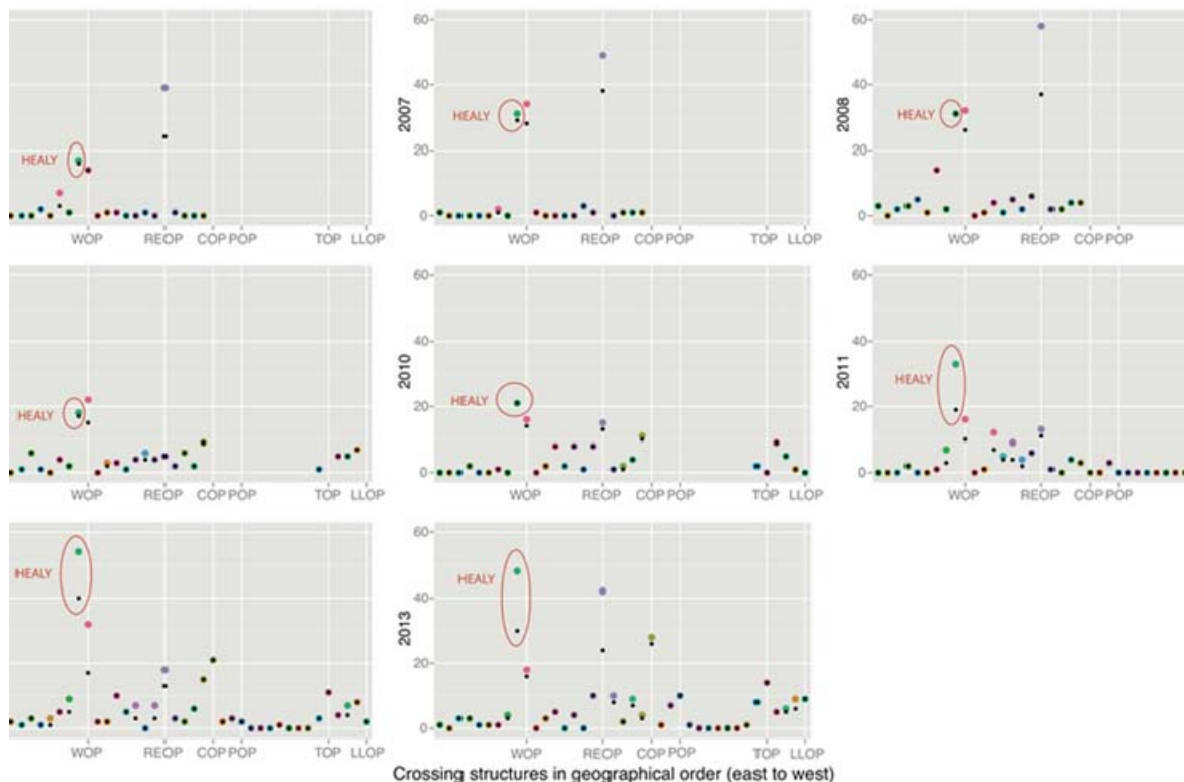 60
40
20
0
2007
HEALY
WOP REOP COP POP TOP LLOP
60
40
20
0
2008
HEALY
WOP REOP COP POP TOP LLOP
HEALY
WOP REOP COP POP
60
40
20
0
2010
HEALY
WOP REOP COP POP TOP LLOP
60
40
20
0
2011
HEALY
WOP REOP COP POP TOP LLOP
HEALY
WOP REOP COP POP
60
40
20
0
2013
HEALY
WOP REOP COP POP TOP LLOP
HEALY
WOP REOP COP POP TOP LLOP
Crossing structures in geographical order (east to west)